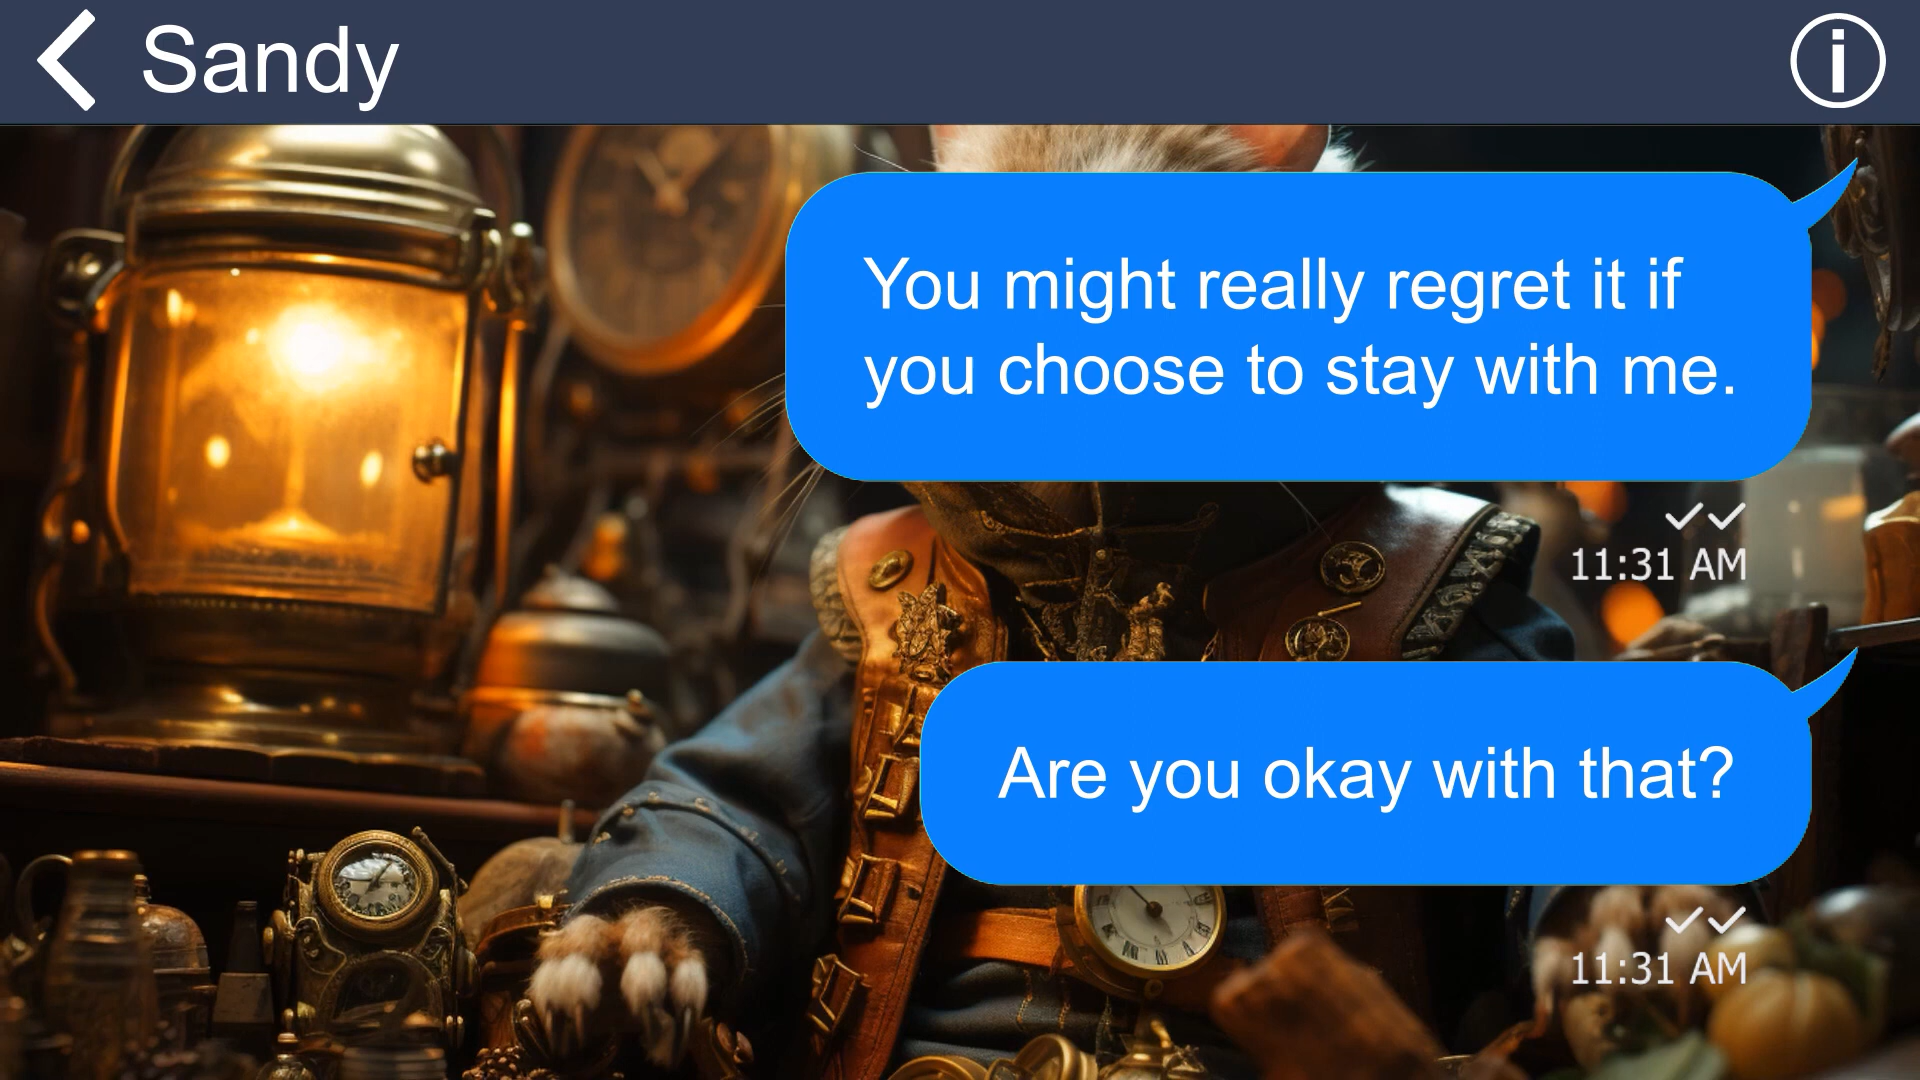 Sandy
You might really regret it if
you choose to stay with me.
11:31 AM
Are you okay with that?
11:31 AM